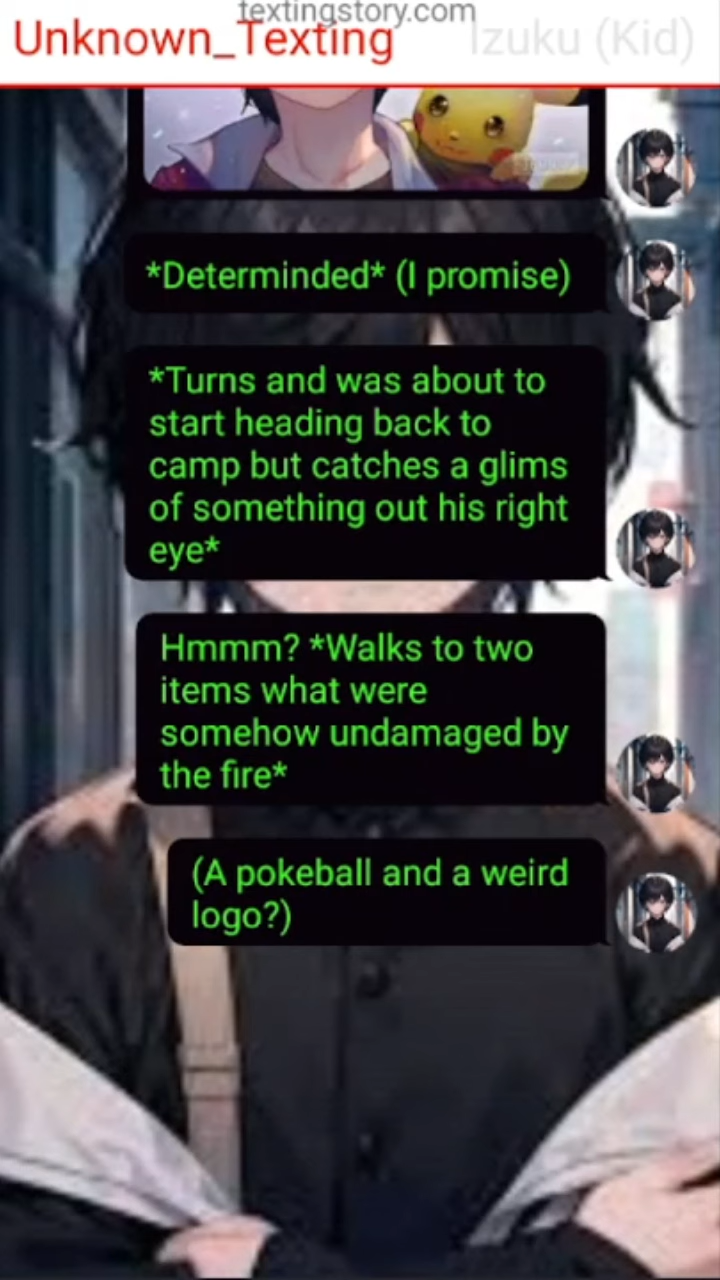 textingstory.com
Unknown_Texting
Izuku (Kid)
*Determinded* (I promise)
*Turns and was about to
start heading back to
camp but catches a glims
of something out his right
eye*
Hmmm? *Walks to two
items what were
somehow undamaged by
the fire*
(A pokeball and a weird
logo?)